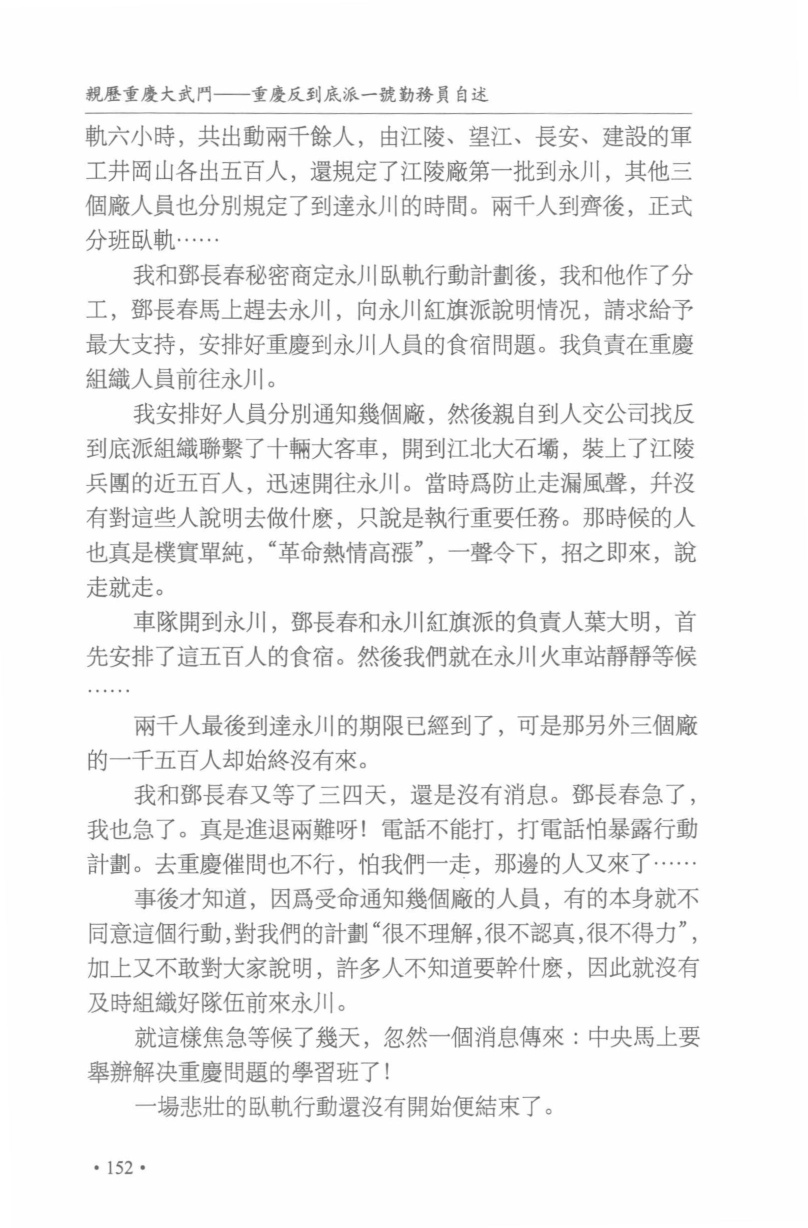 親歷重慶大武鬥——重慶反到底派一號勤務員自述
軌六小時，共出動兩千餘人，由江陵、望江、長安、建設的軍
工井岡山各出五百人，還規定了江陵廠第一批到永川，其他三
個廠人員也分別規定了到達永川的時間。兩千人到齊後，正式
分班臥軌……
我和鄧長春秘密商定永川臥軌行動計劃後，我和他作了分
工，鄧長春馬上趕去永川，向永川紅旗派說明情況，請求給予
最大支持，安排好重慶到永川人員的食宿問題。我負責在重慶
組織人員前往永川。
我安排好人員分別通知幾個廠，然後親自到人交公司找反
到底派組織聯繫了十輛大客車，開到江北大石壩，裝上了江陵
兵團的近五百人，迅速開往永川。當時爲防止走漏風聲，幷沒
有對這些人說明去做什麽，只說是執行重要任務。那時候的人
也真是樸實單純，“革命熱情高漲”，一聲令下，招之即來，說
走就走。
車隊開到永川，鄧長春和永川紅旗派的負責人葉大明，首
先安排了這五百人的食宿。然後我們就在永川火車站靜靜等候
……
兩千人最後到達永川的期限已經到了，可是那另外三個廠
的一千五百人却始終沒有來。
我和鄧長春又等了三四天，還是沒有消息。鄧長春急了，
我也急了。真是進退兩難呀！電話不能打，打電話怕暴露行動
計劃。去重慶催問也不行，怕我們一走，那邊的人又來了……
事後才知道，因爲受命通知幾個廠的人員，有的本身就不
同意這個行動，對我們的計劃“很不理解，很不認真，很不得力”，
加上又不敢對大家說明，許多人不知道要幹什麽，因此就沒有
及時組織好隊伍前來永川。
就這樣焦急等候了幾天，忽然一個消息傳來：中央馬上要
舉辦解决重慶問題的學習班了！
一場悲壯的臥軌行動還沒有開始便結束了。
·152·